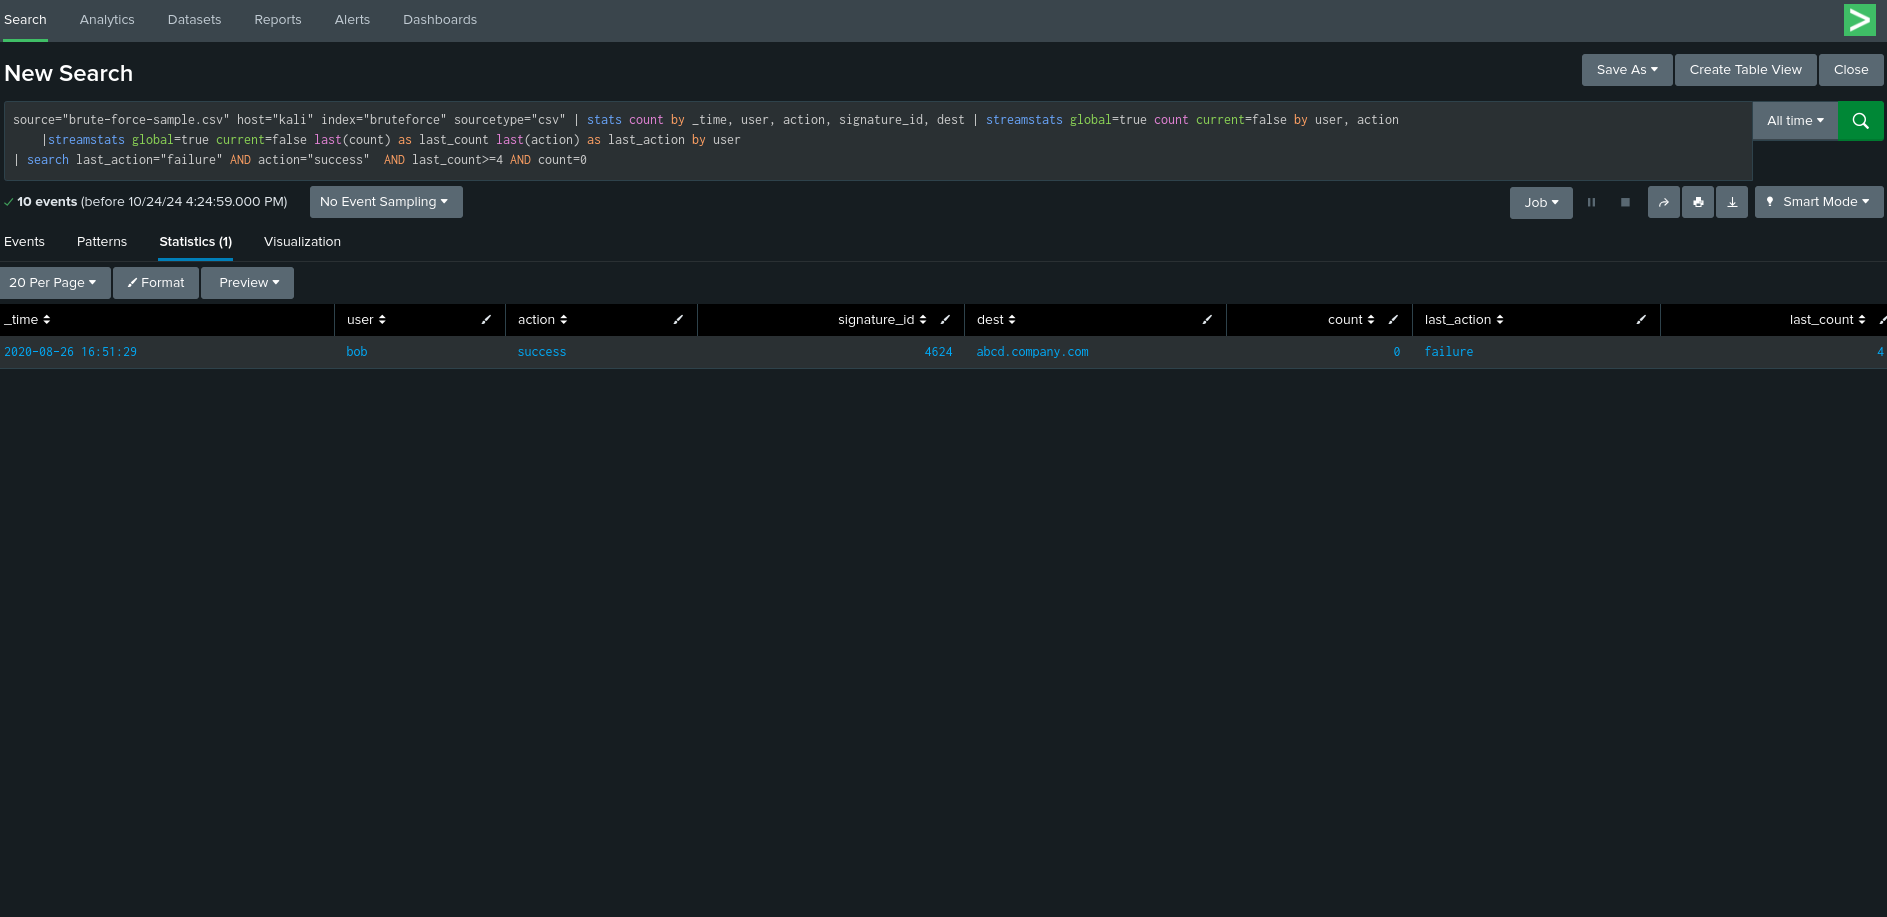 Search Analytics Datasets Reports Alerts Dashboards
New Search
Save As Create Table View Close
source="brute-force-sample.csv" host="kali" index="bruteforce" sourcetype="csv" | stats count by _time, user, action, signature_id, dest | streamstats global=true count current=false by user, action
|streamstats global=true current=false last(count) as last_count last(action) as last_action by user
| search last_action="failure" AND action="success"  AND last_count>=4 AND count=0
All time
10 events (before 10/24/24 4:24:59.000 PM) No Event Sampling Job Smart Mode
Events Patterns Statistics (1) Visualization
20 Per Page Format Preview
_time user action signature_id dest count last_action last_count
2020-08-26 16:51:29 bob success 4624 abcd.company.com 0 failure 4